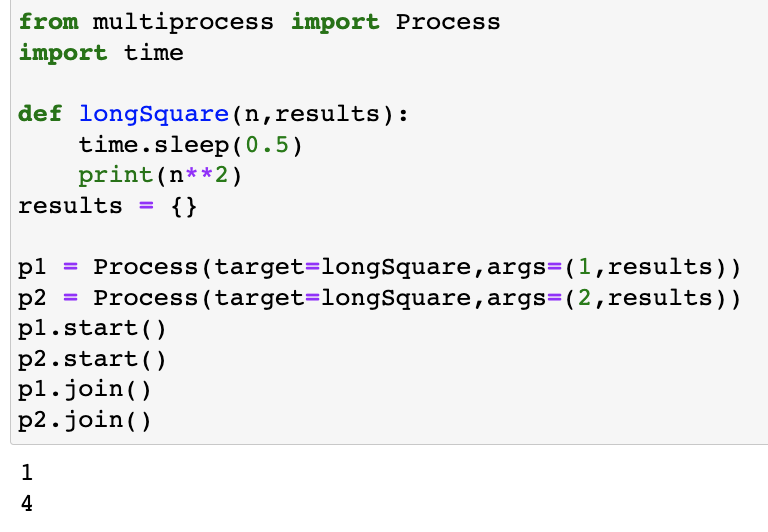 from multiprocess import Process
import time

def longSquare(n,results):
    time.sleep(0.5)
    print(n**2)
results = {}

p1 = Process(target=longSquare,args=(1,results))
p2 = Process(target=longSquare,args=(2,results))
p1.start()
p2.start()
p1.join()
p2.join()

1
4